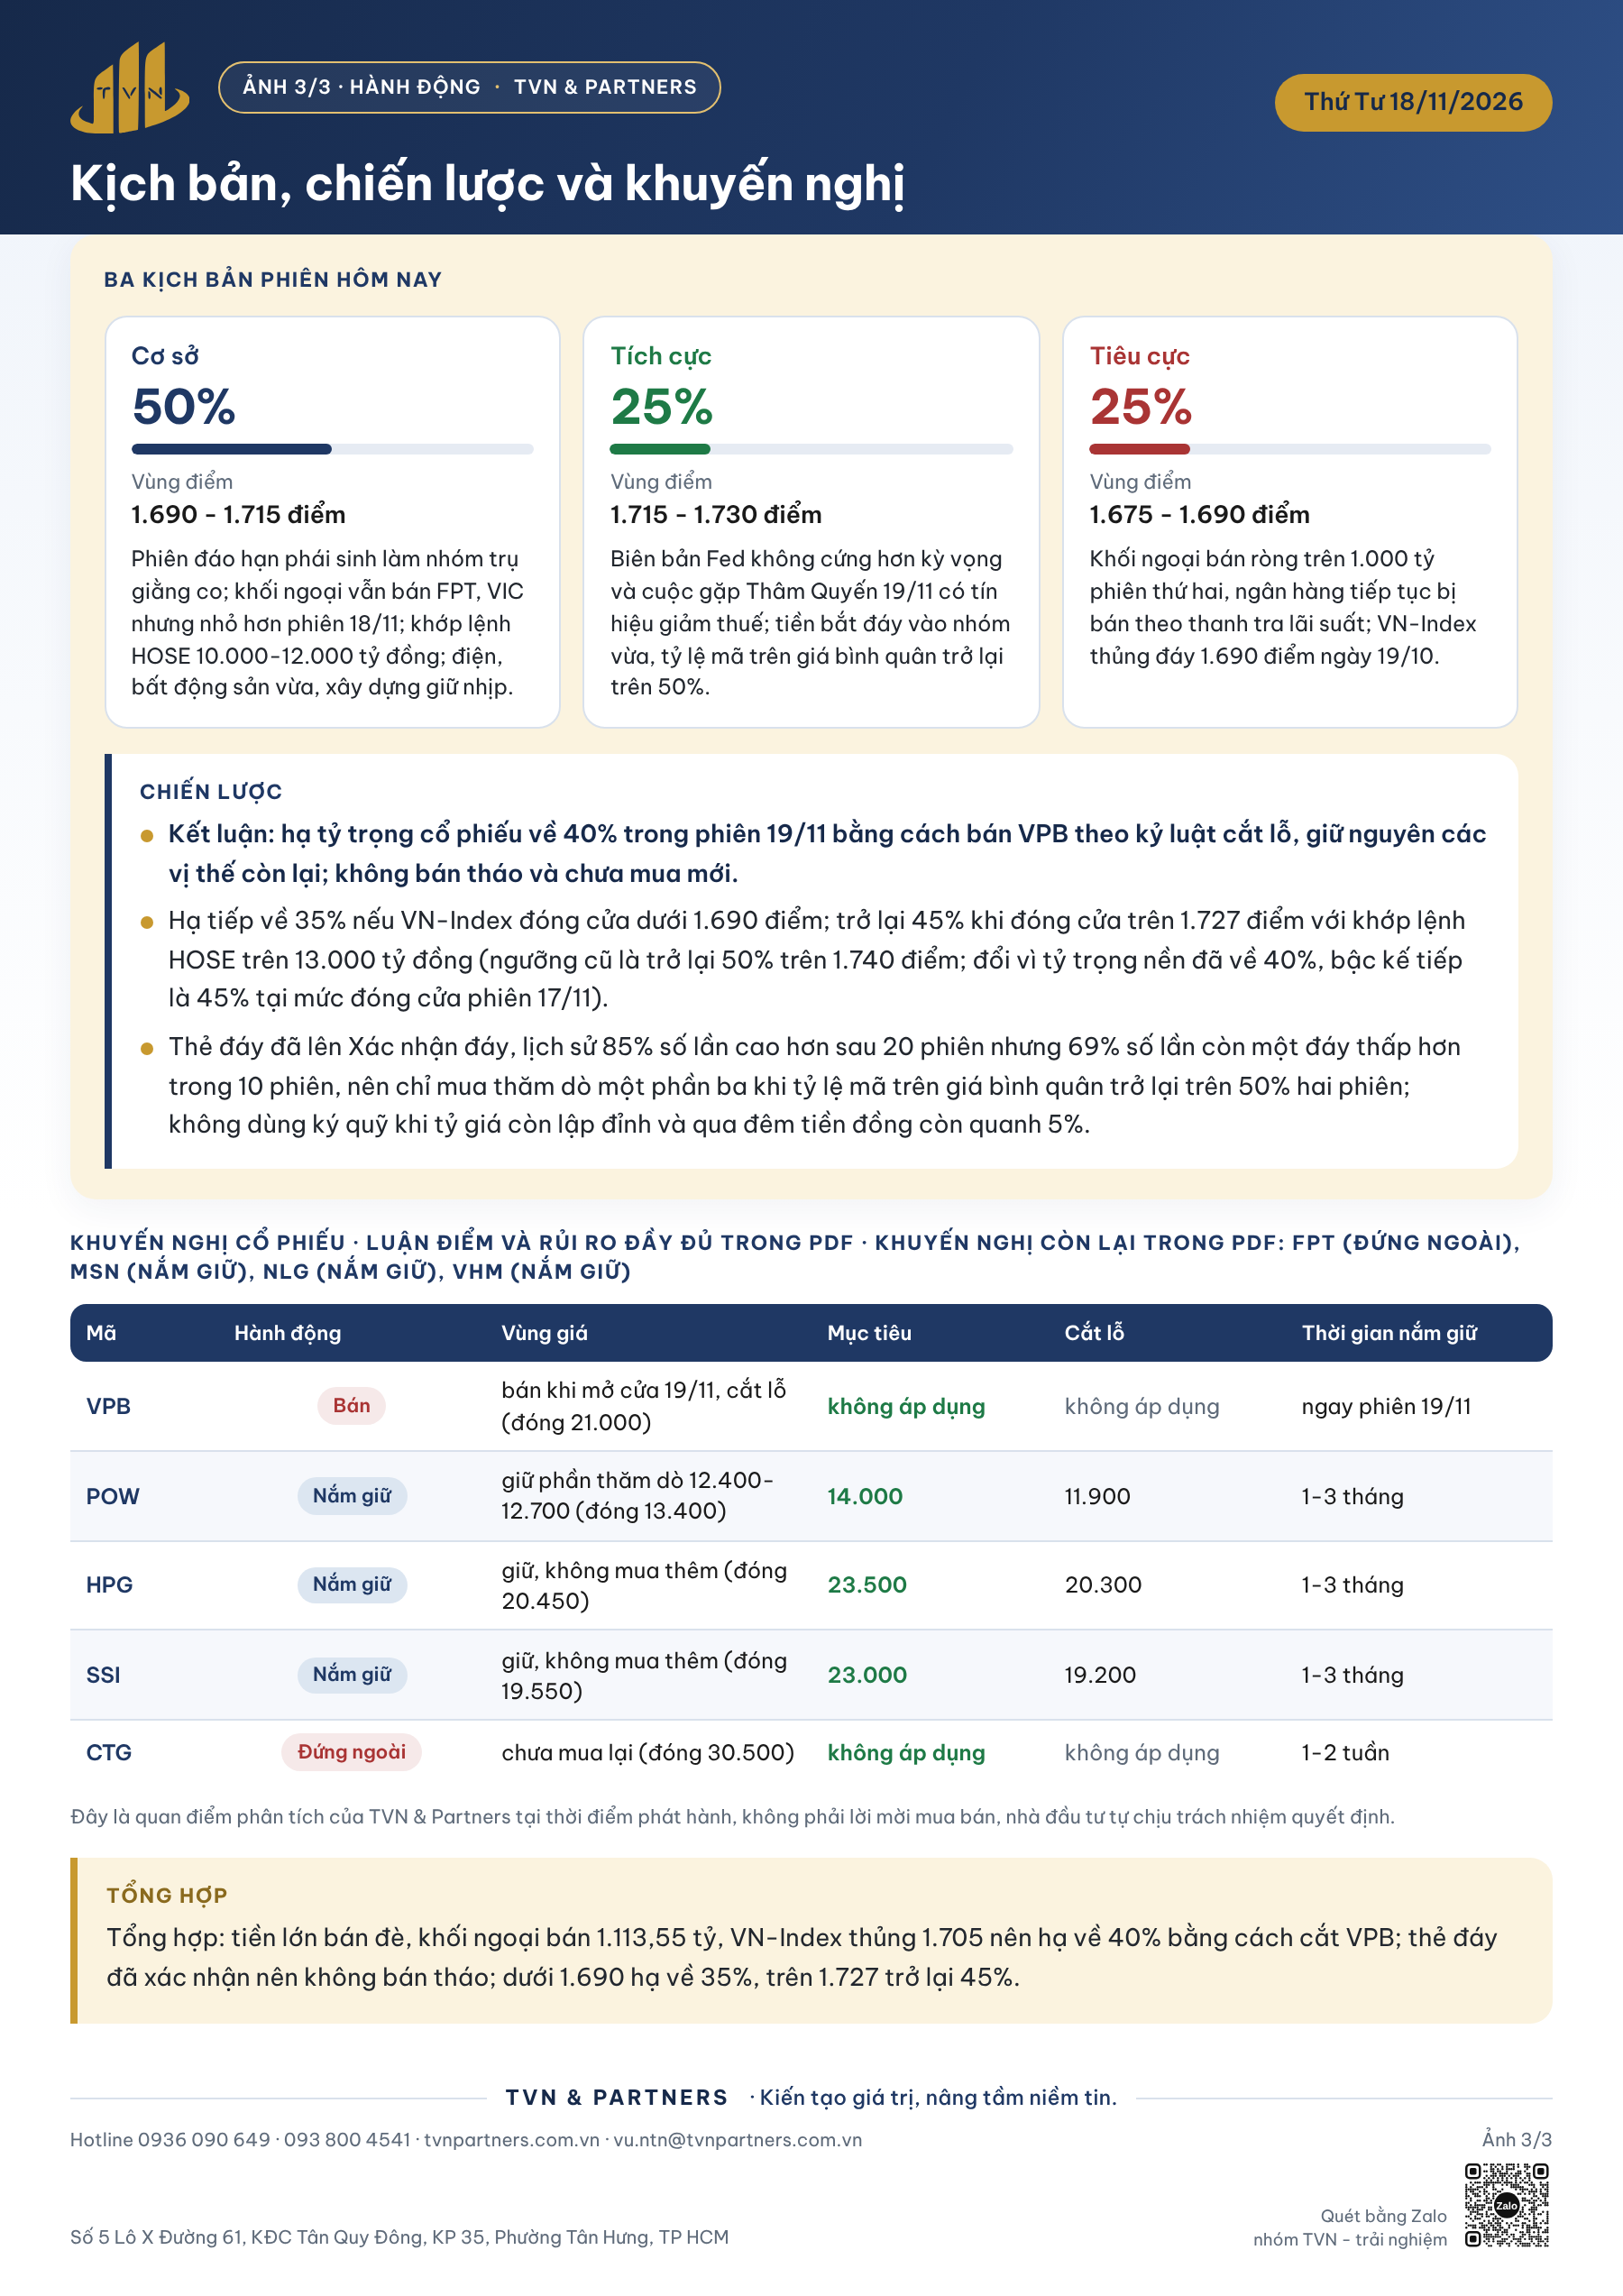 TVN
ẢNH 3/3 · HÀNH ĐỘNG · TVN & PARTNERS
Thứ Tư 18/11/2026
Kịch bản, chiến lược và khuyến nghị
BA KỊCH BẢN PHIÊN HÔM NAY
Cơ sở
50%
Vùng điểm
1.690 - 1.715 điểm
Phiên đáo hạn phái sinh làm nhóm trụ
giằng co; khối ngoại vẫn bán FPT, VIC
nhưng nhỏ hơn phiên 18/11; khớp lệnh
HOSE 10.000-12.000 tỷ đồng; điện,
bất động sản vừa, xây dựng giữ nhịp.
Tích cực
25%
Vùng điểm
1.715 - 1.730 điểm
Biên bản Fed không cứng hơn kỳ vọng
và cuộc gặp Thâm Quyến 19/11 có tín
hiệu giảm thuế; tiền bắt đáy vào nhóm
vừa, tỷ lệ mã trên giá bình quân trở lại
trên 50%.
Tiêu cực
25%
Vùng điểm
1.675 - 1.690 điểm
Khối ngoại bán ròng trên 1.000 tỷ
phiên thứ hai, ngân hàng tiếp tục bị
bán theo thanh tra lãi suất; VN-Index
thủng đáy 1.690 điểm ngày 19/10.
CHIẾN LƯỢC
Kết luận: hạ tỷ trọng cổ phiếu về 40% trong phiên 19/11 bằng cách bán VPB theo kỷ luật cắt lỗ, giữ nguyên các
vị thế còn lại; không bán tháo và chưa mua mới.
Hạ tiếp về 35% nếu VN-Index đóng cửa dưới 1.690 điểm; trở lại 45% khi đóng cửa trên 1.727 điểm với khớp lệnh
HOSE trên 13.000 tỷ đồng (ngưỡng cũ là trở lại 50% trên 1.740 điểm; đổi vì tỷ trọng nền đã về 40%, bậc kế tiếp
là 45% tại mức đóng cửa phiên 17/11).
Thẻ đáy đã lên Xác nhận đáy, lịch sử 85% số lần cao hơn sau 20 phiên nhưng 69% số lần còn một đáy thấp hơn
trong 10 phiên, nên chỉ mua thăm dò một phần ba khi tỷ lệ mã trên giá bình quân trở lại trên 50% hai phiên;
không dùng ký quỹ khi tỷ giá còn lập đỉnh và qua đêm tiền đồng còn quanh 5%.
KHUYẾN NGHỊ CỔ PHIẾU · LUẬN ĐIỂM VÀ RỦI RO ĐẦY ĐỦ TRONG PDF · KHUYẾN NGHỊ CÒN LẠI TRONG PDF: FPT (ĐỨNG NGOÀI),
MSN (NẮM GIỮ), NLG (NẮM GIỮ), VHM (NẮM GIỮ)
Mã Hành động Vùng giá Mục tiêu Cắt lỗ Thời gian nắm giữ
VPB Bán bán khi mở cửa 19/11, cắt lỗ
(đóng 21.000) không áp dụng không áp dụng ngay phiên 19/11
POW Nắm giữ giữ phần thăm dò 12.400-
12.700 (đóng 13.400) 14.000 11.900 1-3 tháng
HPG Nắm giữ giữ, không mua thêm (đóng
20.450) 23.500 20.300 1-3 tháng
SSI Nắm giữ giữ, không mua thêm (đóng
19.550) 23.000 19.200 1-3 tháng
CTG Đứng ngoài chưa mua lại (đóng 30.500) không áp dụng không áp dụng 1-2 tuần
Đây là quan điểm phân tích của TVN & Partners tại thời điểm phát hành, không phải lời mời mua bán, nhà đầu tư tự chịu trách nhiệm quyết định.
TỔNG HỢP
Tổng hợp: tiền lớn bán đè, khối ngoại bán 1.113,55 tỷ, VN-Index thủng 1.705 nên hạ về 40% bằng cách cắt VPB; thẻ đáy
đã xác nhận nên không bán tháo; dưới 1.690 hạ về 35%, trên 1.727 trở lại 45%.
TVN & PARTNERS · Kiến tạo giá trị, nâng tầm niềm tin.
Hotline 0936 090 649 · 093 800 4541 · tvnpartners.com.vn · vu.ntn@tvnpartners.com.vn
Ảnh 3/3
Zalo
Quét bằng Zalo
nhóm TVN - trải nghiệm
Số 5 Lô X Đường 61, KĐC Tân Quy Đông, KP 35, Phường Tân Hưng, TP HCM